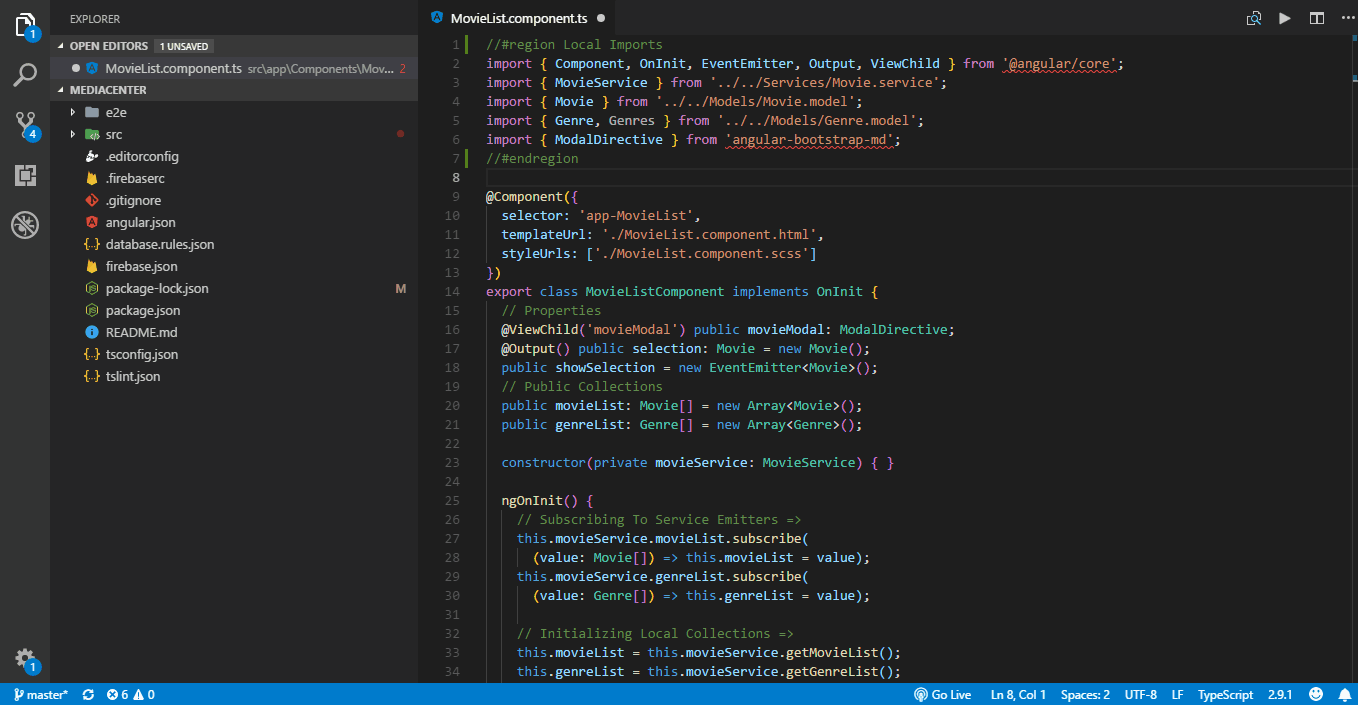 EXPLORER
OPEN EDITORS 1 UNSAVED
MovieList.component.ts src\app\Components\Mov... 2
MEDIACENTER
e2e
src
.editorconfig
.firebaserc
.gitignore
angular.json
{..} database.rules.json
firebase.json
package-lock.json M
package.json
README.md
{..} tsconfig.json
{..} tslint.json
1
4
1
MovieList.component.ts
1 //#region Local Imports
2 import { Component, OnInit, EventEmitter, Output, ViewChild } from '@angular/core';
3 import { MovieService } from '../../Services/Movie.service';
4 import { Movie } from '../../Models/Movie.model';
5 import { Genre, Genres } from '../../Models/Genre.model';
6 import { ModalDirective } from 'angular-bootstrap-md';
7 //#endregion
8
9 @Component({
10 selector: 'app-MovieList',
11 templateUrl: './MovieList.component.html',
12 styleUrls: ['./MovieList.component.scss']
13 })
14 export class MovieListComponent implements OnInit {
15 // Properties
16 @ViewChild('movieModal') public movieModal: ModalDirective;
17 @Output() public selection: Movie = new Movie();
18 public showSelection = new EventEmitter<Movie>();
19 // Public Collections
20 public movieList: Movie[] = new Array<Movie>();
21 public genreList: Genre[] = new Array<Genre>();
22
23 constructor(private movieService: MovieService) { }
24
25 ngOnInit() {
26 // Subscribing To Service Emitters =>
27 this.movieService.movieList.subscribe(
28 (value: Movie[]) => this.movieList = value);
29 this.movieService.genreList.subscribe(
30 (value: Genre[]) => this.genreList = value);
31
32 // Initializing Local Collections =>
33 this.movieList = this.movieService.getMovieList();
34 this.genreList = this.movieService.getGenreList();
master* 6 0 Go Live Ln 8, Col 1 Spaces: 2 UTF-8 LF TypeScript 2.9.1